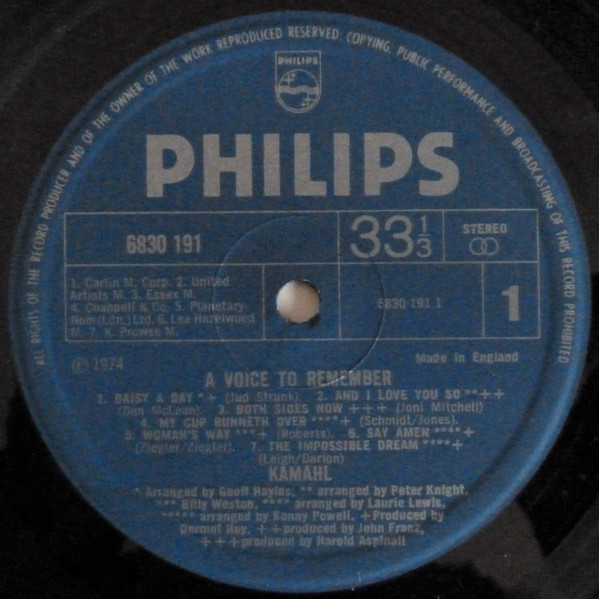 ALL RIGHTS OF THE RECORD PRODUCER AND OF THE OWNER OF THE WORK REPRODUCED RESERVED. COPYING, PUBLIC PERFORMANCE AND BROADCASTING OF THIS RECORD PROHIBITED
PHILIPS
PHILIPS
6830 191
33 1/3
STEREO
1. Carlin M. Corp. 2. United
Artists M. 3. Essex M.
4. Chappell & Co. 5. Planetary-
Nom (Ldn.) Ltd. 6. Lee Hazelwood
M. 7. K. Prowse M.
6830 191 1
1
℗ 1974
Made in England
A VOICE TO REMEMBER
1. DAISY A DAY *+ (Jud Strunk). 2. AND I LOVE YOU SO **++
(Don McLean). 3. BOTH SIDES NOW +++ (Joni Mitchell)
4. MY CUP RUNNETH OVER ****+ (Schmidt/Jones).
5. WOMAN'S WAY ***+ (Roberts). 6. SAY AMEN ****+
(Ziegler/Ziegler). 7. THE IMPOSSIBLE DREAM ****+
(Leigh/Darion)
KAMAHL
* Arranged by Geoff Hayles, ** arranged by Peter Knight,
*** Billy Weston, **** arranged by Laurie Lewis,
***** arranged by Kenny Powell. +Produced by
Dermot Hoy, ++produced by John Franz,
+++produced by Harold Aspinall